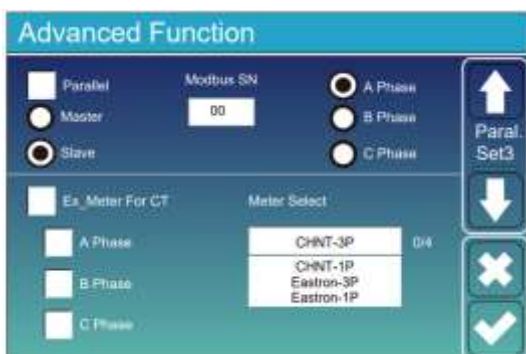 Advanced Function
Parallel
Modbus SN
A Phase
Master
00
B Phase
Slave
C Phase
Paral.
Set3
Ex_Meter For CT
Meter Select
A Phase
CHNT-3P
0/4
CHNT-1P
B Phase
Eastron-3P
Eastron-1P
C Phase